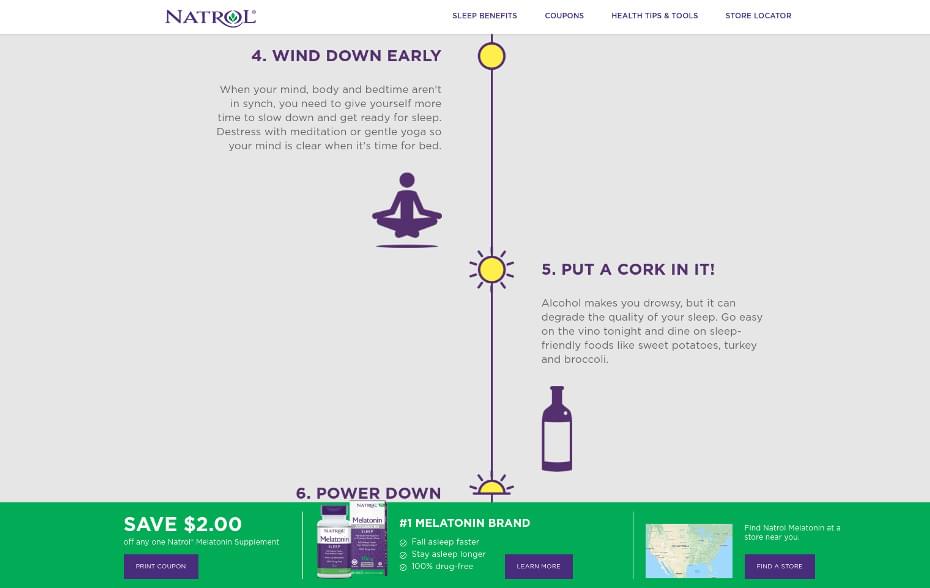 NATROL®
SLEEP BENEFITS
COUPONS
HEALTH TIPS & TOOLS
STORE LOCATOR
4. WIND DOWN EARLY
When your mind, body and bedtime aren't
in synch, you need to give yourself more
time to slow down and get ready for sleep.
Destress with meditation or gentle yoga so
your mind is clear when it's time for bed.
5. PUT A CORK IN IT!
Alcohol makes you drowsy, but it can
degrade the quality of your sleep. Go easy
on the vino tonight and dine on sleep-
friendly foods like sweet potatoes, turkey
and broccoli.
6. POWER DOWN
SAVE $2.00
off any one Natrol® Melatonin Supplement
PRINT COUPON
NATROL
Melatonin
SLEEP
NATROL
Melatonin
SLEEP
#1 MELATONIN BRAND
Fall asleep faster
Stay asleep longer
100% drug-free
LEARN MORE
Find Natrol Melatonin at a
store near you.
FIND A STORE